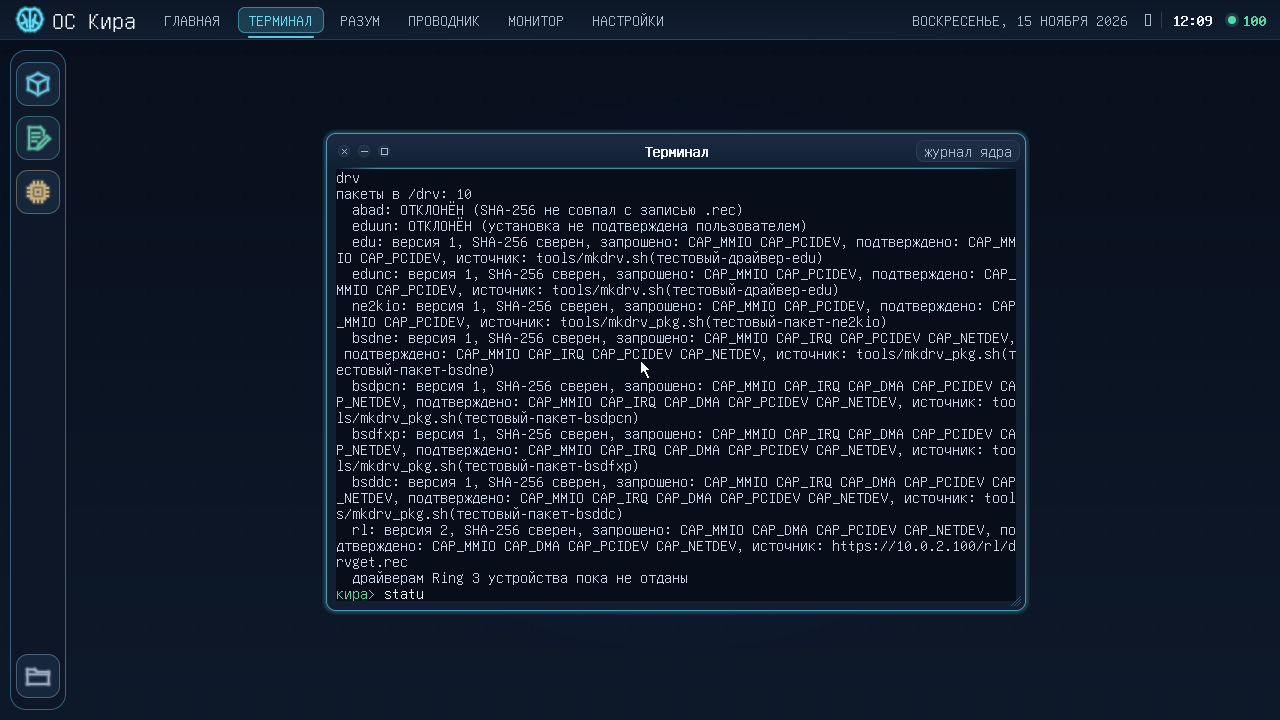 ОС Кира
ГЛАВНАЯ
ТЕРМИНАЛ
РАЗУМ
ПРОВОДНИК
МОНИТОР
НАСТРОЙКИ
ВОСКРЕСЕНЬЕ, 15 НОЯБРЯ 2026
12:09
100
Терминал
журнал ядра
drv
пакеты в /drv: 10
abad: ОТКЛОНЁН (SHA-256 не совпал с записью .rec)
eduun: ОТКЛОНЁН (установка не подтверждена пользователем)
edu: версия 1, SHA-256 сверен, запрошено: CAP_MMIO CAP_PCIDEV, подтверждено: CAP_MM
IO CAP_PCIDEV, источник: tools/mkdrv.sh(тестовый-драйвер-edu)
edunc: версия 1, SHA-256 сверен, запрошено: CAP_MMIO CAP_PCIDEV, подтверждено: CAP_
MMIO CAP_PCIDEV, источник: tools/mkdrv.sh(тестовый-драйвер-edu)
ne2kio: версия 1, SHA-256 сверен, запрошено: CAP_MMIO CAP_PCIDEV, подтверждено: CAP
_MMIO CAP_PCIDEV, источник: tools/mkdrv_pkg.sh(тестовый-пакет-ne2kio)
bsdne: версия 1, SHA-256 сверен, запрошено: CAP_MMIO CAP_IRQ CAP_PCIDEV CAP_NETDEV,
подтверждено: CAP_MMIO CAP_IRQ CAP_PCIDEV CAP_NETDEV, источник: tools/mkdrv_pkg.sh(т
естовый-пакет-bsdne)
bsdpcn: версия 1, SHA-256 сверен, запрошено: CAP_MMIO CAP_IRQ CAP_DMA CAP_PCIDEV CA
P_NETDEV, подтверждено: CAP_MMIO CAP_IRQ CAP_DMA CAP_PCIDEV CAP_NETDEV, источник: too
ls/mkdrv_pkg.sh(тестовый-пакет-bsdpcn)
bsdfxp: версия 1, SHA-256 сверен, запрошено: CAP_MMIO CAP_IRQ CAP_DMA CAP_PCIDEV CA
P_NETDEV, подтверждено: CAP_MMIO CAP_IRQ CAP_DMA CAP_PCIDEV CAP_NETDEV, источник: too
ls/mkdrv_pkg.sh(тестовый-пакет-bsdfxp)
bsddc: версия 1, SHA-256 сверен, запрошено: CAP_MMIO CAP_IRQ CAP_DMA CAP_PCIDEV CAP
_NETDEV, подтверждено: CAP_MMIO CAP_IRQ CAP_DMA CAP_PCIDEV CAP_NETDEV, источник: tool
s/mkdrv_pkg.sh(тестовый-пакет-bsddc)
rl: версия 2, SHA-256 сверен, запрошено: CAP_MMIO CAP_DMA CAP_PCIDEV CAP_NETDEV, по
дтверждено: CAP_MMIO CAP_DMA CAP_PCIDEV CAP_NETDEV, источник: https://10.0.2.100/rl/d
rvget.rec
драйверам Ring 3 устройства пока не отданы
кира> statu